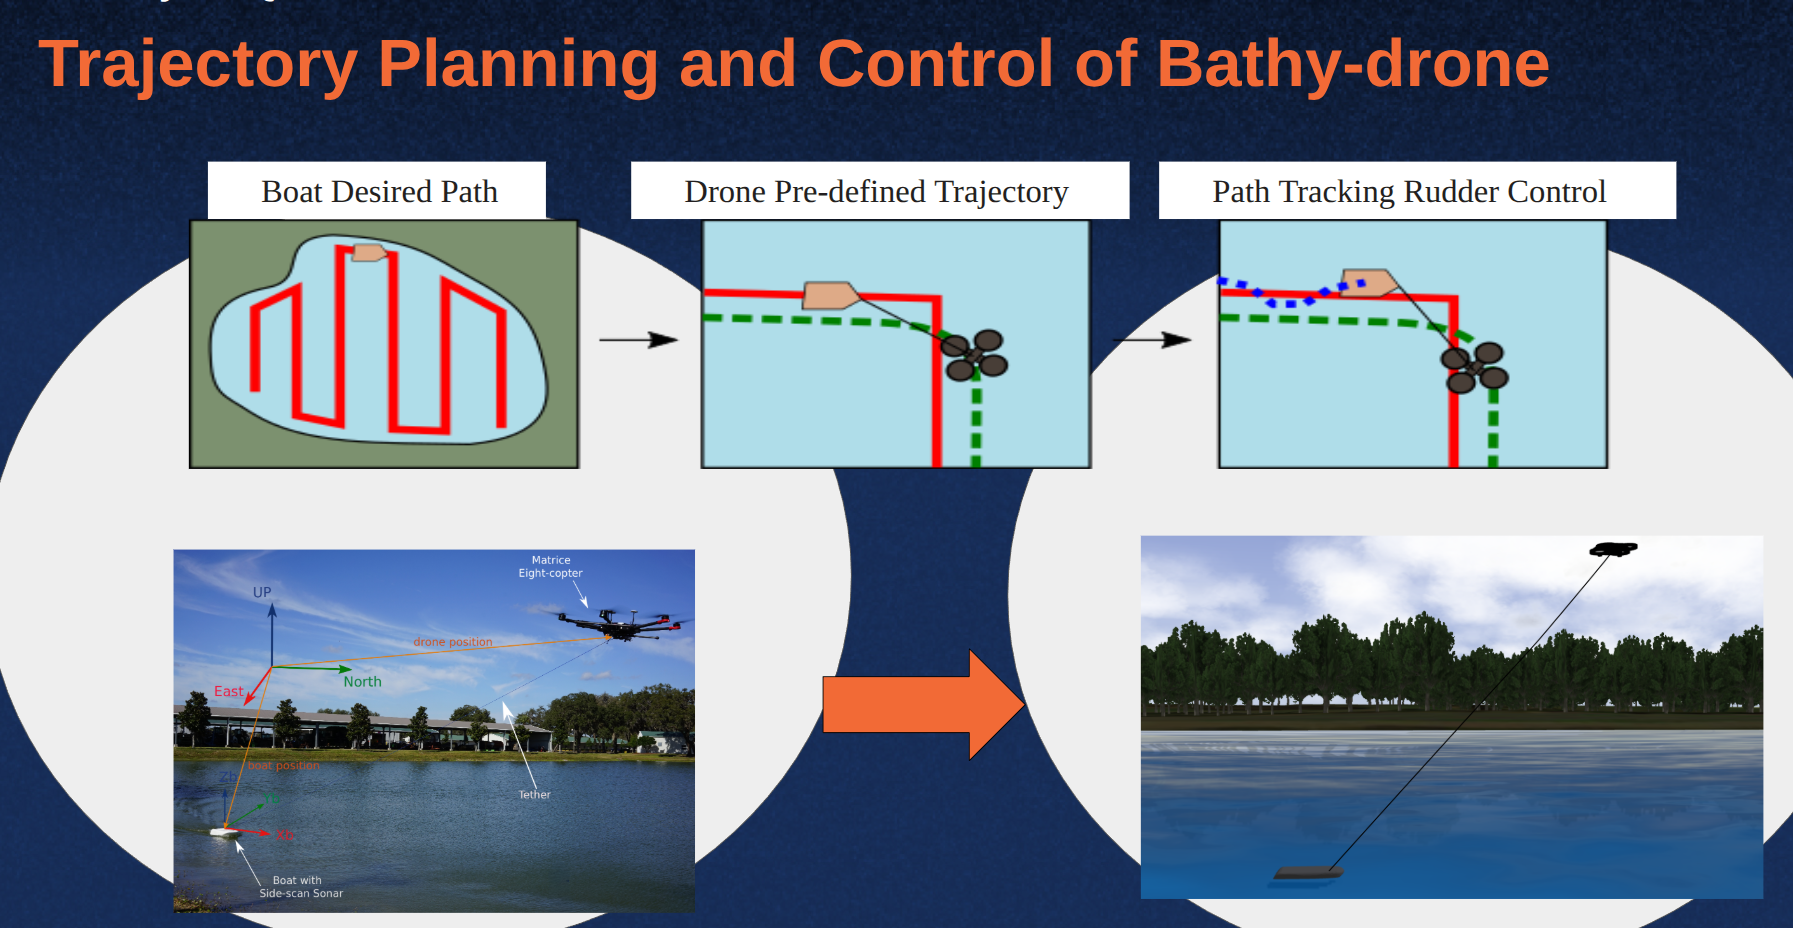 Trajectory Planning and Control of Bathy-drone
Boat Desired Path
Drone Pre-defined Trajectory
Path Tracking Rudder Control
Matrice
Eight-copter
UP
drone position
North
East
boat position
Zb
Tether
Xb
Boat with
Side-scan Sonar